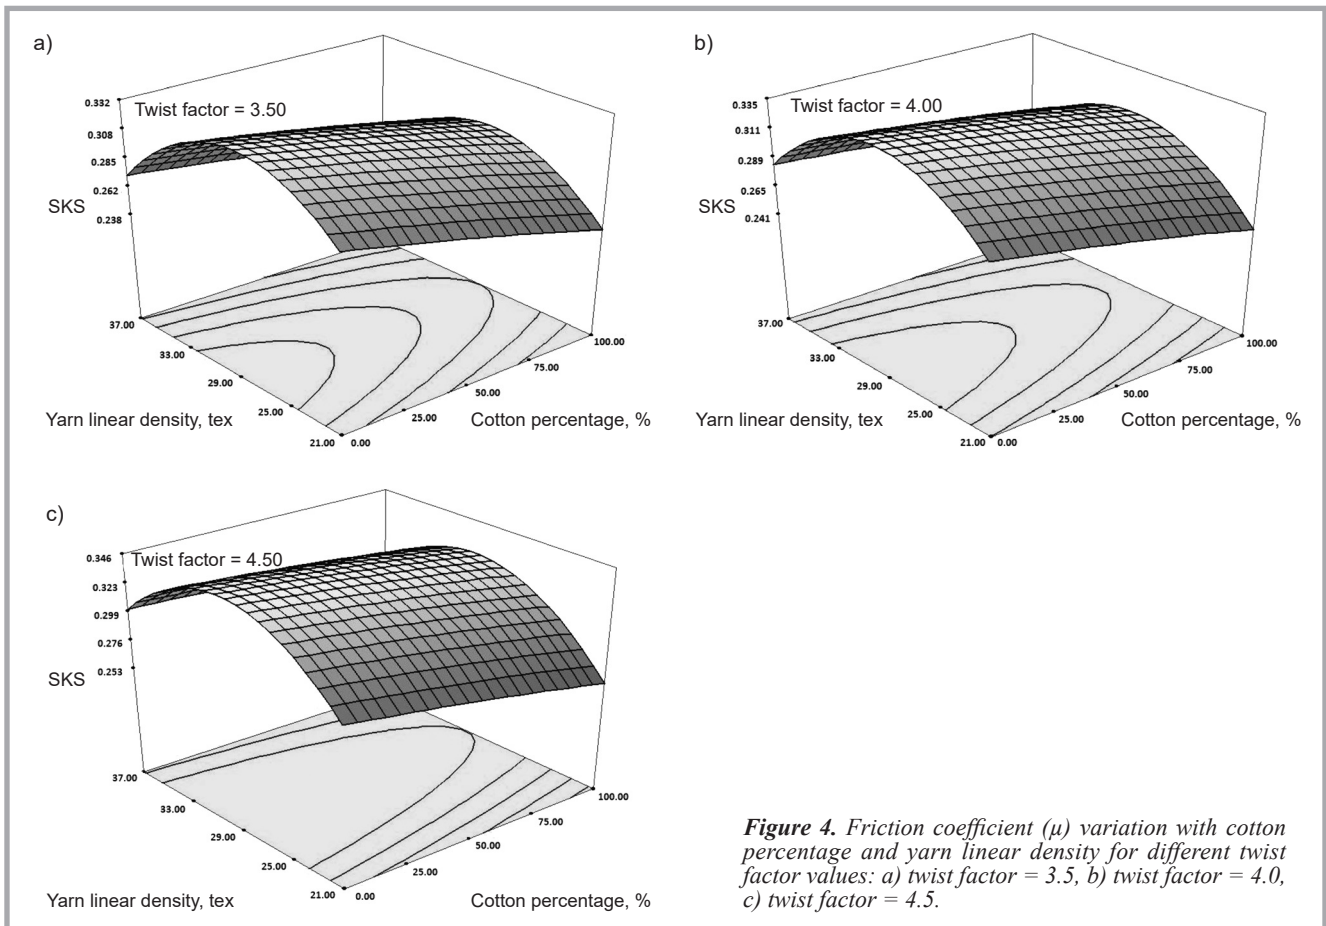 a)
Twist factor = 3.50
0.332
0.308
0.285
0.262
0.238
SKS
37.00
33.00
29.00
25.00
21.00
0.00
25.00
50.00
75.00
100.00
Yarn linear density, tex
Cotton percentage, %
b)
Twist factor = 4.00
0.335
0.311
0.289
0.265
0.241
SKS
37.00
33.00
29.00
25.00
21.00
0.00
25.00
50.00
75.00
100.00
Yarn linear density, tex
Cotton percentage, %
c)
Twist factor = 4.50
0.346
0.323
0.299
0.276
0.253
SKS
37.00
33.00
29.00
25.00
21.00
0.00
25.00
50.00
75.00
100.00
Yarn linear density, tex
Cotton percentage, %
Figure 4. Friction coefficient (μ) variation with cotton
percentage and yarn linear density for different twist
factor values: a) twist factor = 3.5, b) twist factor = 4.0,
c) twist factor = 4.5.